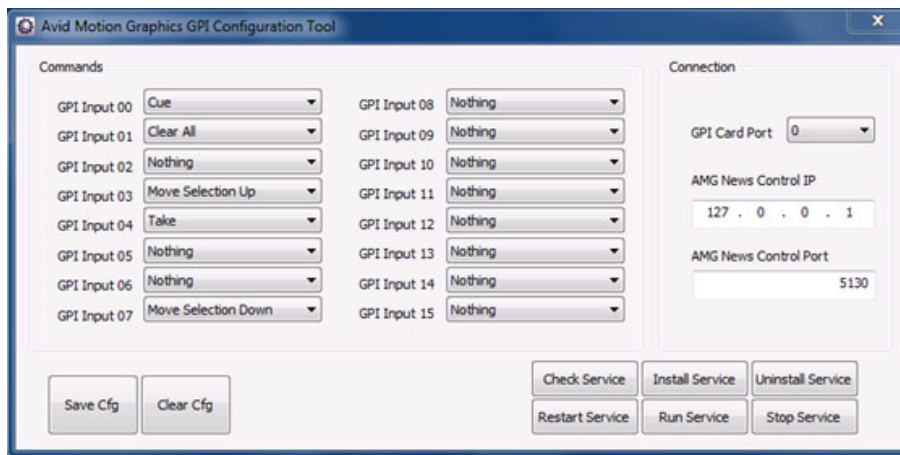 Avid Motion Graphics GPI Configuration Tool
X
Commands
GPI Input 00 Cue
GPI Input 01 Clear All
GPI Input 02 Nothing
GPI Input 03 Move Selection Up
GPI Input 04 Take
GPI Input 05 Nothing
GPI Input 06 Nothing
GPI Input 07 Move Selection Down
GPI Input 08 Nothing
GPI Input 09 Nothing
GPI Input 10 Nothing
GPI Input 11 Nothing
GPI Input 12 Nothing
GPI Input 13 Nothing
GPI Input 14 Nothing
GPI Input 15 Nothing
Connection
GPI Card Port 0
AMG News Control IP
127 . 0 . 0 . 1
AMG News Control Port
5130
Save Cfg Clear Cfg
Check Service Install Service Uninstall Service
Restart Service Run Service Stop Service